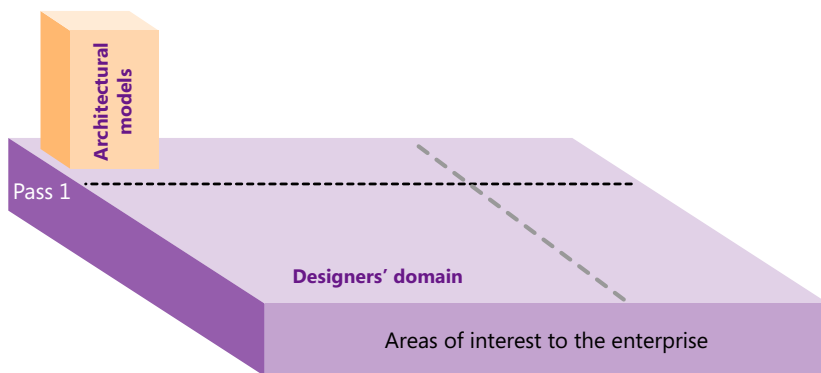 Architectural
models
Pass 1
Designers’ domain
Areas of interest to the enterprise